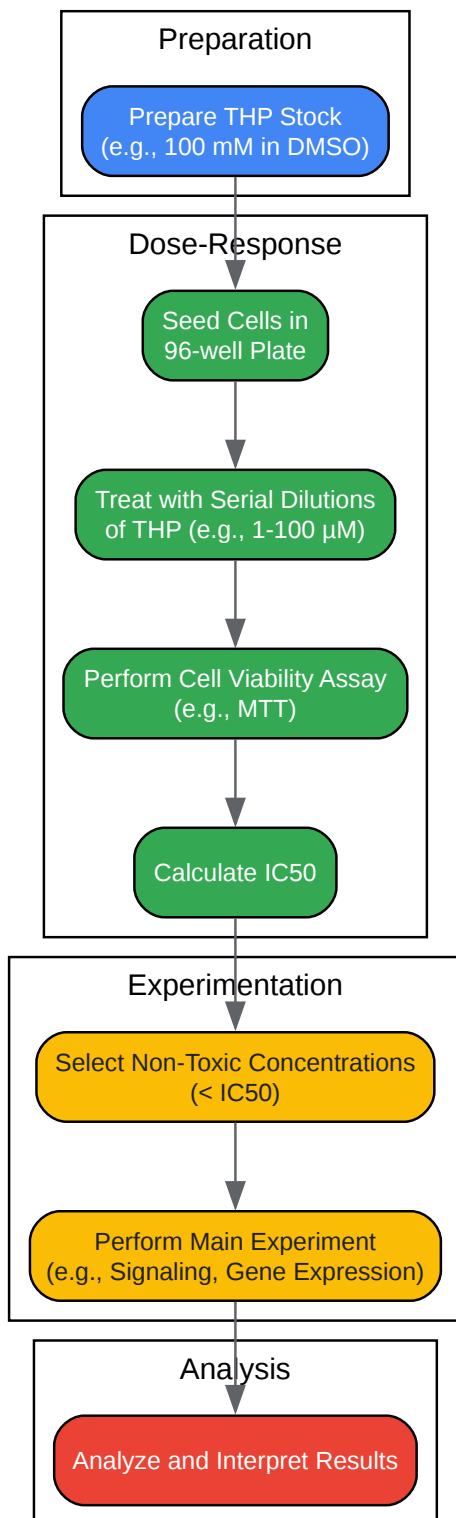 Preparation
Prepare THP Stock
(e.g., 100 mM in DMSO)
Dose-Response
Seed Cells in
96-well Plate
Treat with Serial Dilutions
of THP (e.g., 1-100 µM)
Perform Cell Viability Assay
(e.g., MTT)
Calculate IC50
Experimentation
Select Non-Toxic Concentrations
(< IC50)
Perform Main Experiment
(e.g., Signaling, Gene Expression)
Analysis
Analyze and Interpret Results